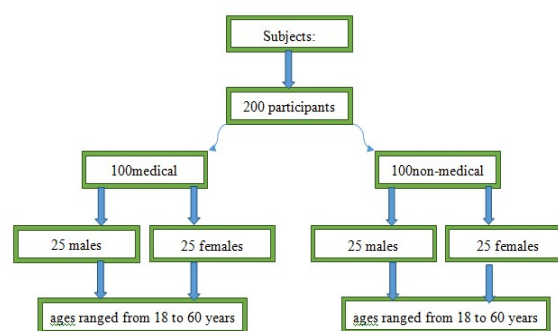 Subjects:
200 participants
100medical
100non-medical
25 males
25 females
25 males
25 females
ages ranged from 18 to 60 years
ages ranged from 18 to 60 years